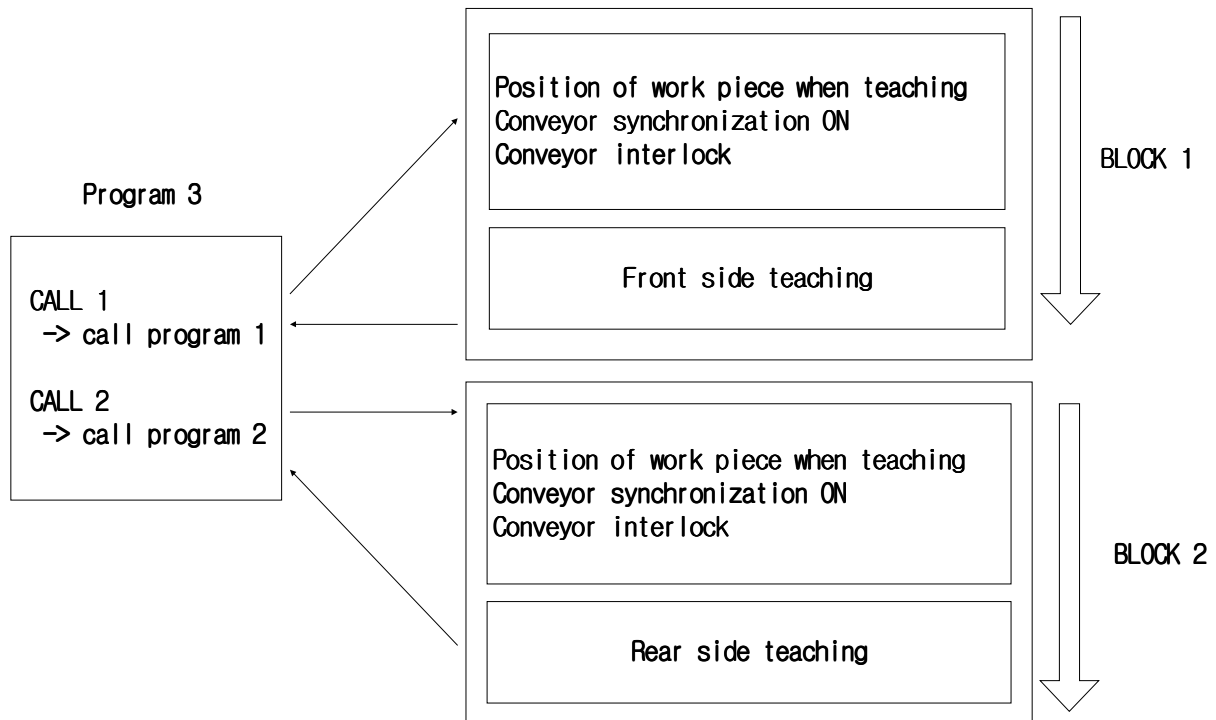 Program 3
CALL 1
-> call program 1
CALL 2
-> call program 2
Position of work piece when teaching
Conveyor synchronization ON
Conveyor interlock
Front side teaching
BLOCK 1
Position of work piece when teaching
Conveyor synchronization ON
Conveyor interlock
Rear side teaching
BLOCK 2